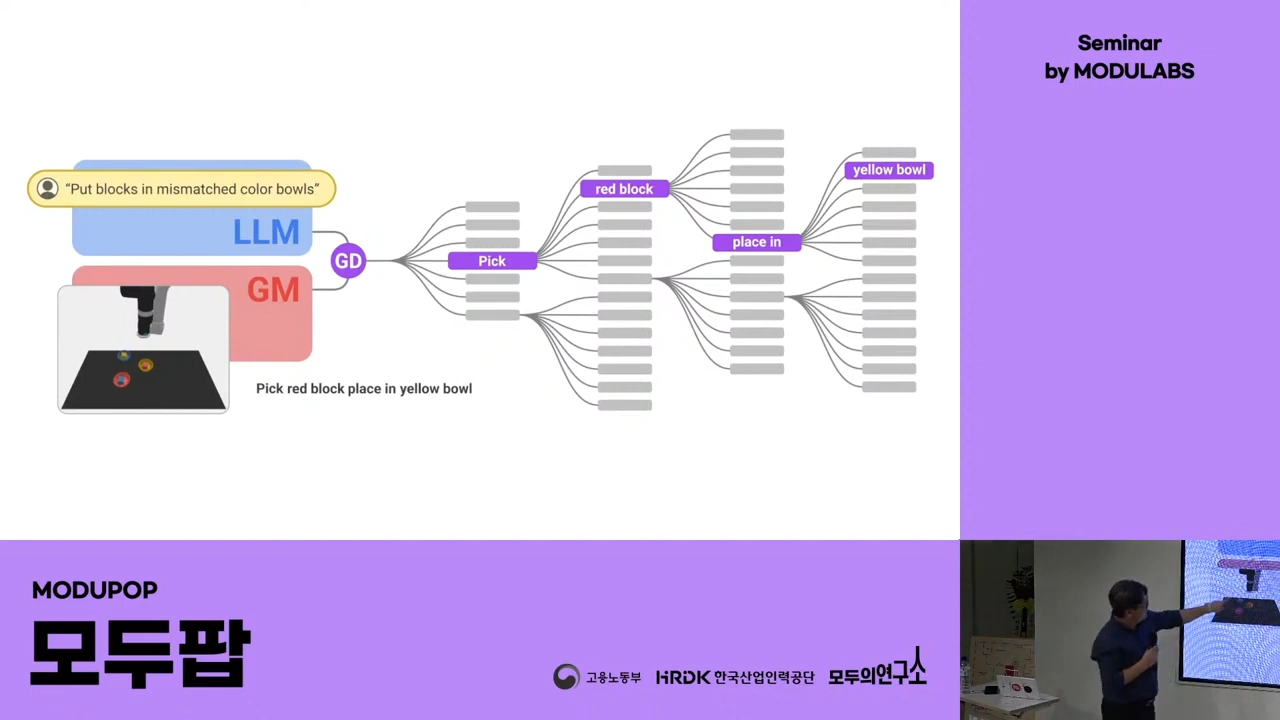 Seminar
by MODULABS
"Put blocks in mismatched color bowls"
LLM
GM
GD
Pick
red block
place in
yellow bowl
Pick red block place in yellow bowl
MODUPOP
모두팝
고용노동부
HRDK 한국산업인력공단
모두의연구소